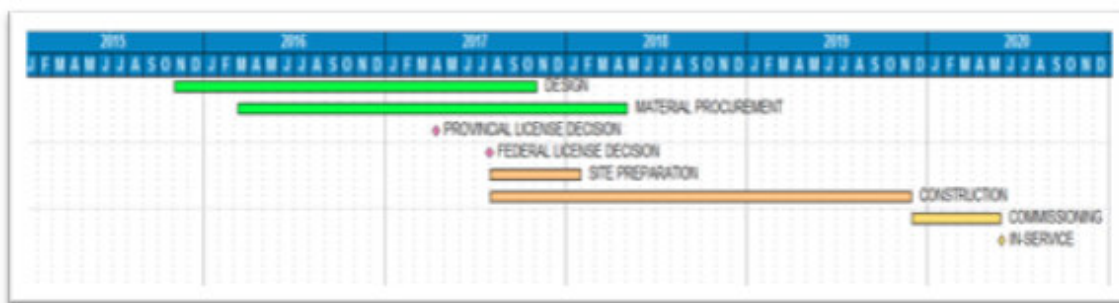 2015 2016 2017 2018 2019 2020
J F M A M J J A S O N D J F M A M J J A S O N D J F M A M J J A S O N D J F M A M J J A S O N D J F M A M J J A S O N D J F M A M J J A S O N D
DESIGN
MATERIAL PROCUREMENT
PROVINCIAL LICENSE DECISION
FEDERAL LICENSE DECISION
SITE PREPARATION
CONSTRUCTION
COMMISSIONING
IN-SERVICE